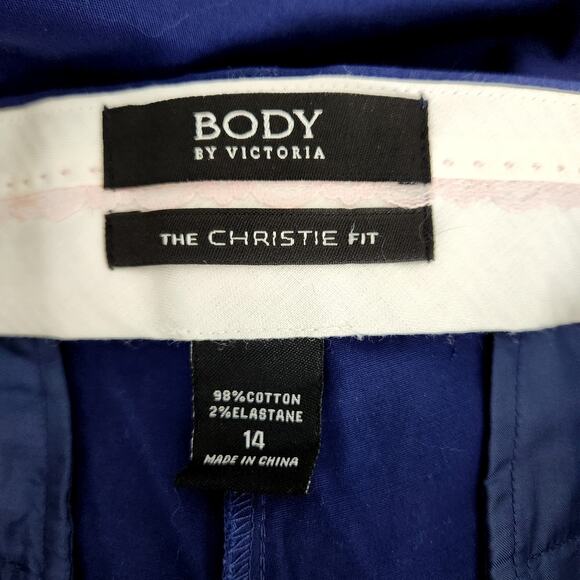 BODY
BY VICTORIA
THE CHRISTIE FIT
98%COTTON
2%ELASTANE
14
MADE IN CHINA